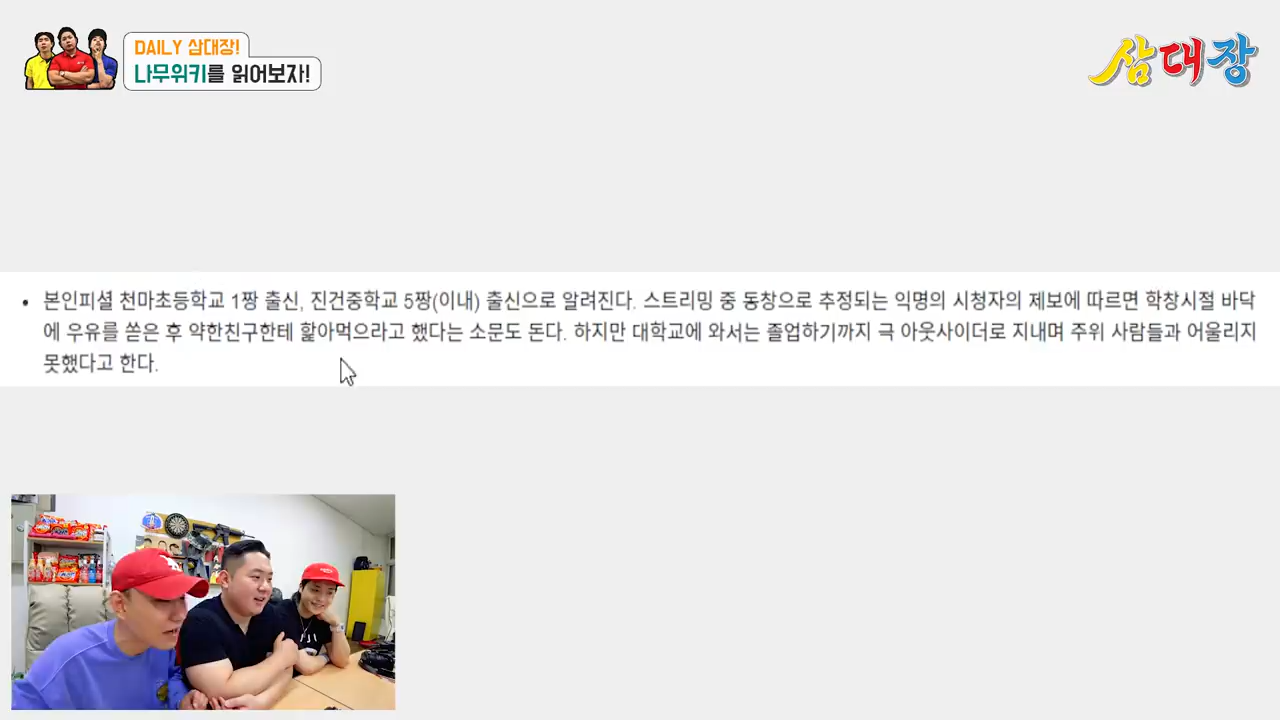 DAILY 삼대장!
나무위키를 읽어보자!
삼대장
본인피셜 천마초등학교 1짱 출신, 진건중학교 5짱(이내) 출신으로 알려진다. 스트리밍 중 동창으로 추정되는 익명의 시청자의 제보에 따르면 학창시절 바닥
에 우유를 쏟은 후 약한친구한테 핥아먹으라고 했다는 소문도 돈다. 하지만 대학교에 와서는 졸업하기까지 극 아웃사이더로 지내며 주위 사람들과 어울리지
못했다고 한다.